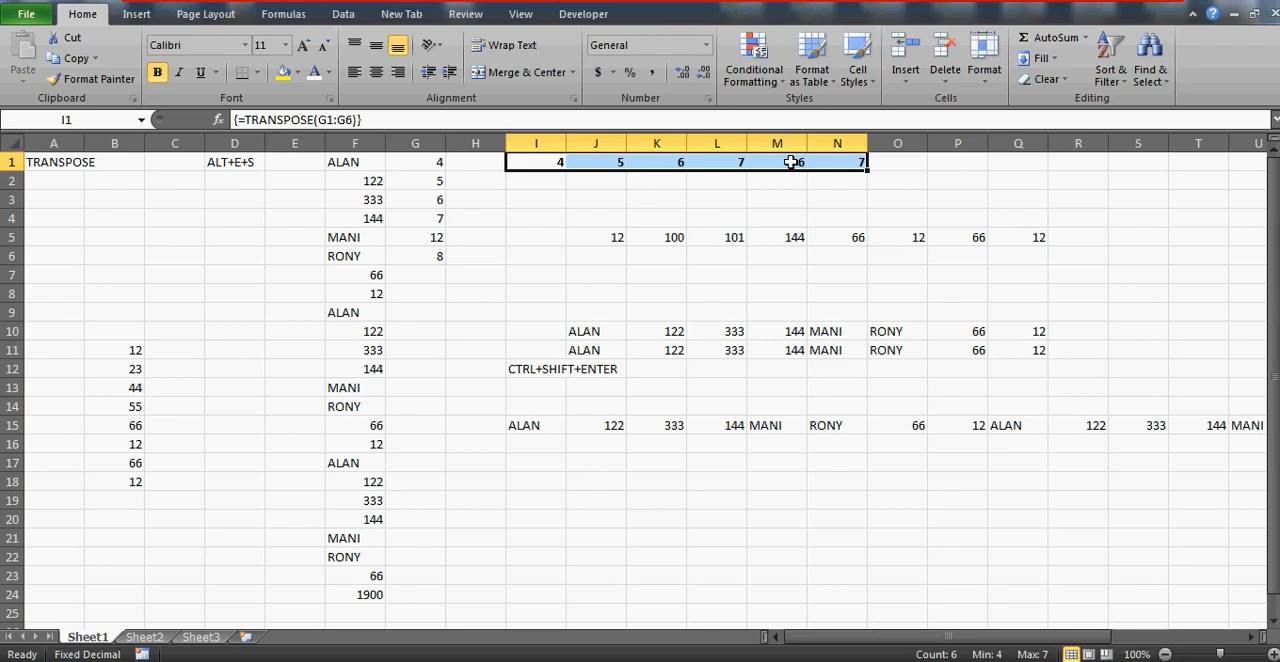 File Home Insert Page Layout Formulas Data New Tab Review View Developer
Cut Calibri 11 Wrap Text General AutoSum
Copy Fill
Paste Format Painter Merge & Center Conditional Formatting Format as Table Cell Styles Insert Delete Format Clear Sort & Filter Find & Select
Clipboard Font Alignment Number Styles Cells Editing
I1 fx {=TRANSPOSE(G1:G6)}
A B C D E F G H I J K L M N O P Q R S T U
1 TRANSPOSE ALT+E+S ALAN 4 4 5 6 7 6 7
2 122 5
3 333 6
4 144 7
5 MANI 12 12 100 101 144 66 12 66 12
6 RONY 8
7 66
8 12
9 ALAN
10 122 ALAN 122 333 144 MANI RONY 66 12
11 12 333 ALAN 122 333 144 MANI RONY 66 12
12 23 144 CTRL+SHIFT+ENTER
13 44 MANI
14 55 RONY
15 66 66 ALAN 122 333 144 MANI RONY 66 12 ALAN 122 333 144 MANI
16 12 12
17 66 ALAN
18 12 122
19 333
20 144
21 MANI
22 RONY
23 66
24 1900
25
Sheet1 Sheet2 Sheet3
Ready Fixed Decimal Count: 6 Min: 4 Max: 7 100%